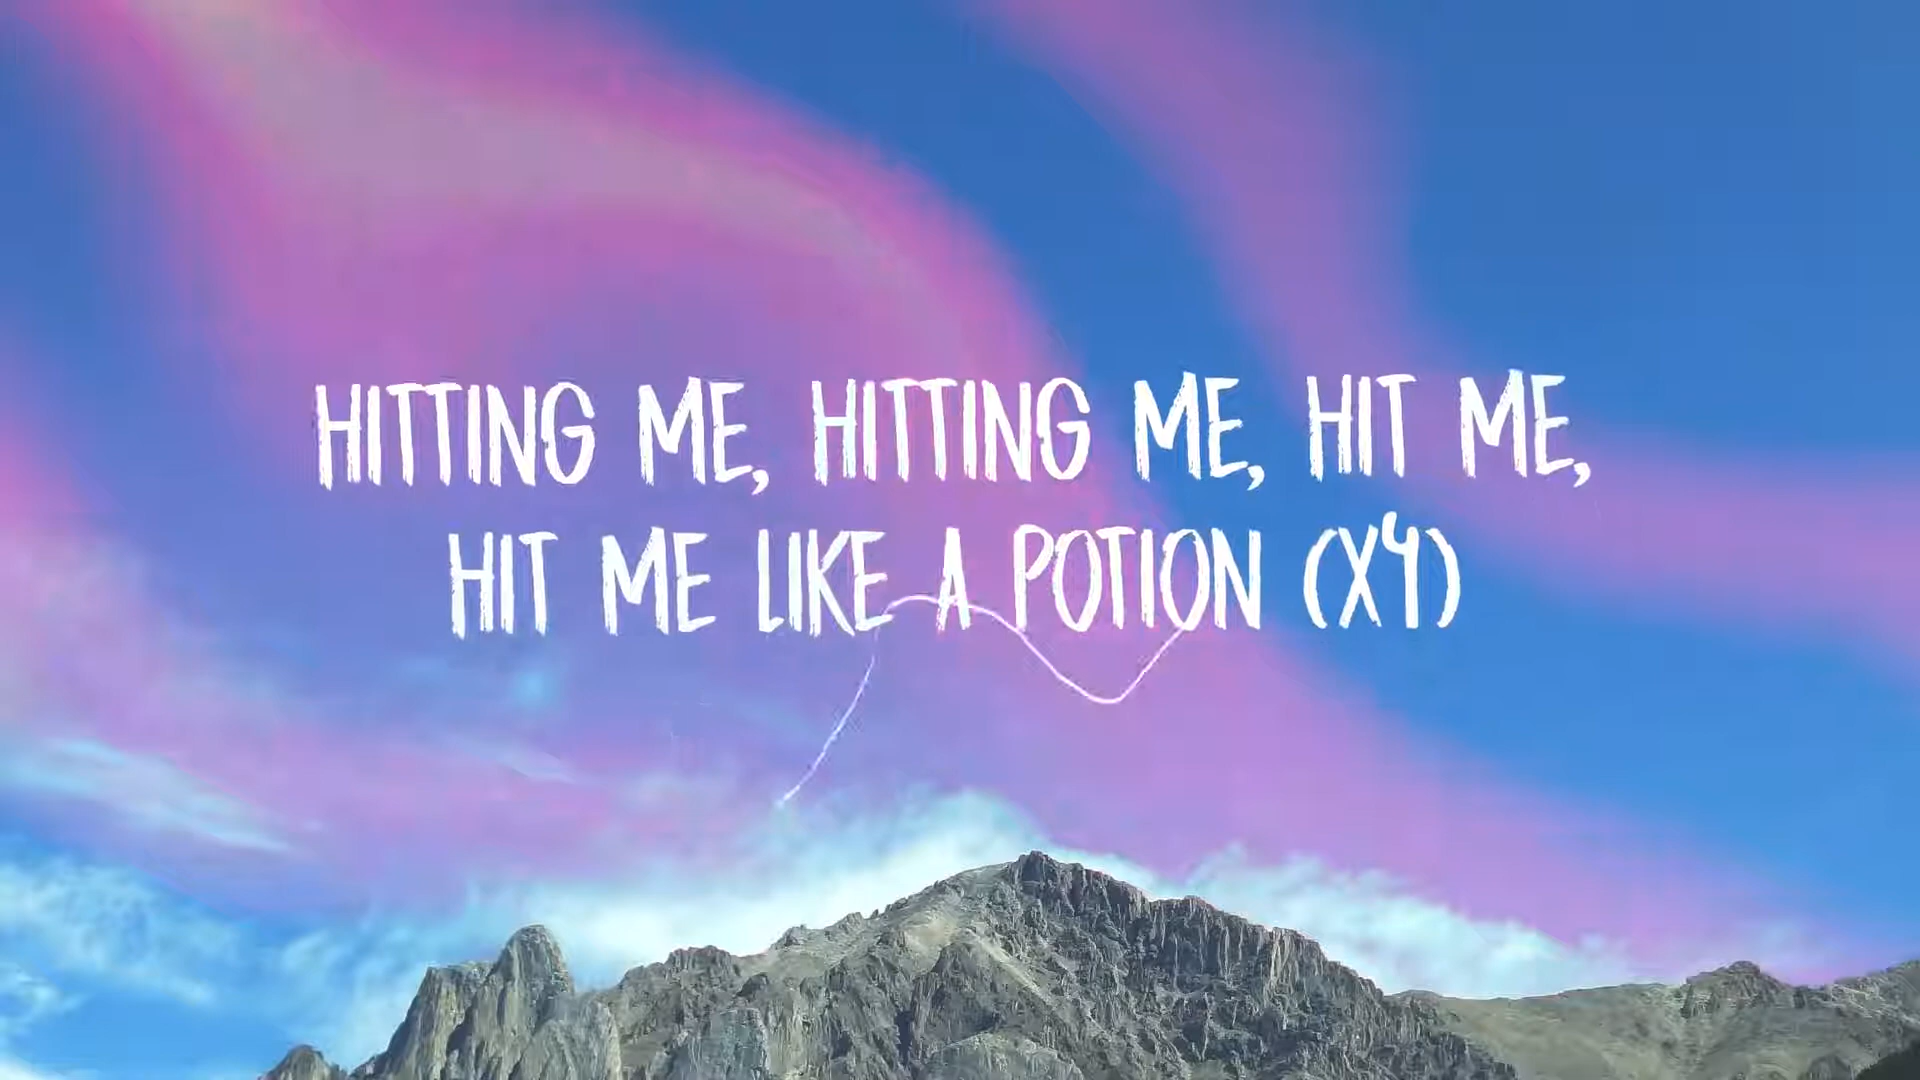 HITTING ME, HITTING ME, HIT ME,
HIT ME LIKE A POTION (X4)